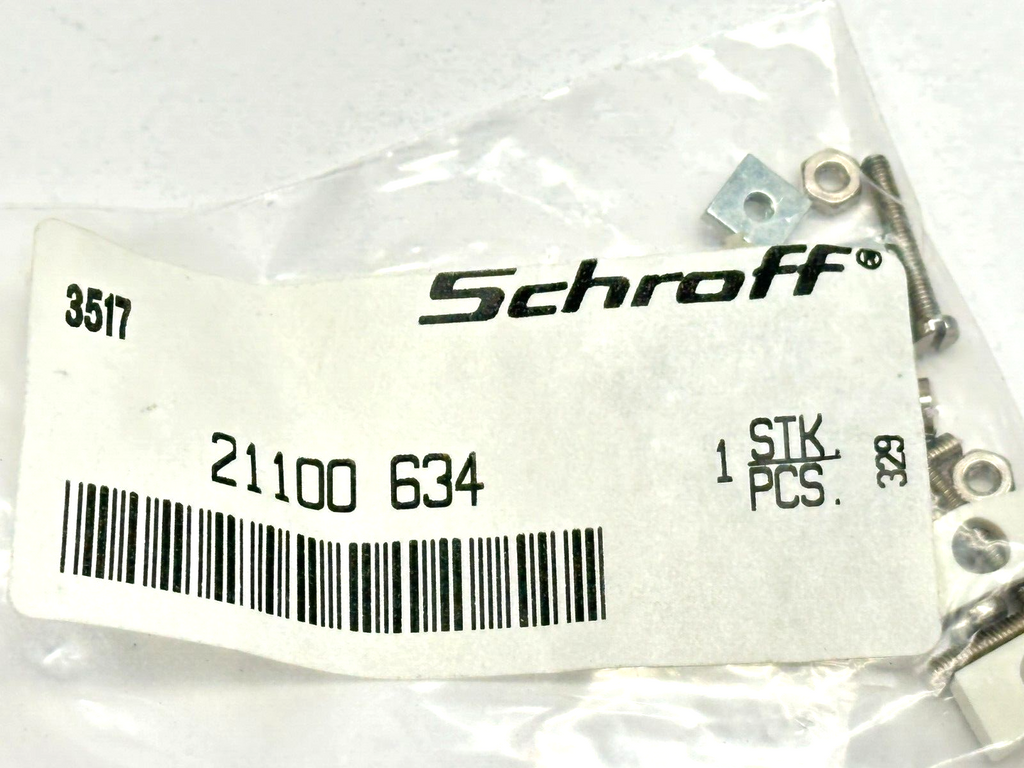 3517
Schroff®
21100 634
1 STK.
PCS.
329